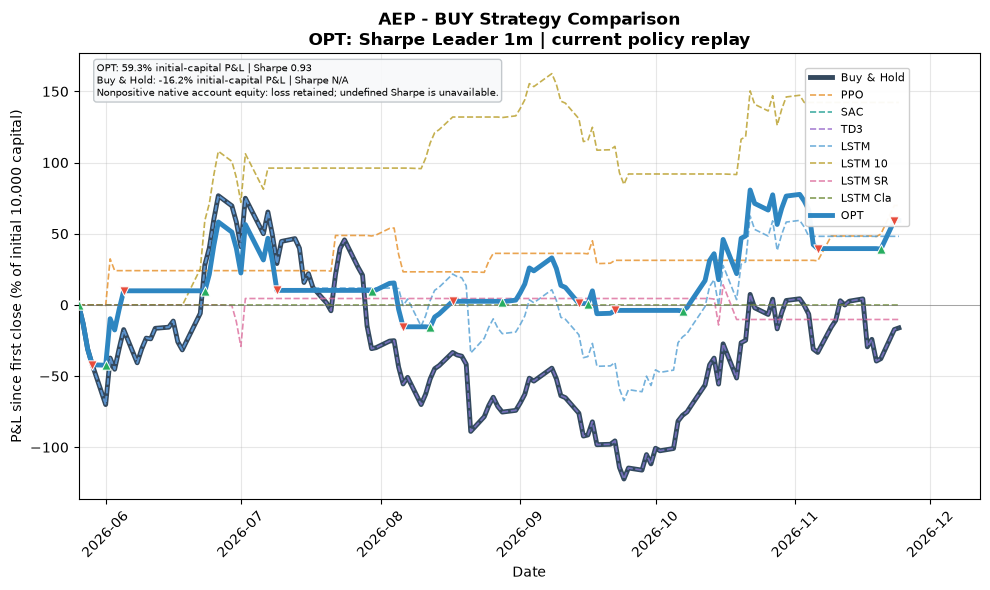 AEP - BUY Strategy Comparison
OPT: Sharpe Leader 1m | current policy replay
OPT: 59.3% initial-capital P&L | Sharpe 0.93
Buy & Hold: -16.2% initial-capital P&L | Sharpe N/A
Nonpositive native account equity: loss retained; undefined Sharpe is unavailable.
Buy & Hold
PPO
SAC
TD3
LSTM
LSTM 10
LSTM SR
LSTM Cla
OPT
P&L since first close (% of initial 10,000 capital)
150
100
50
0
−50
−100
2026-06
2026-07
2026-08
2026-09
2026-10
2026-11
2026-12
Date